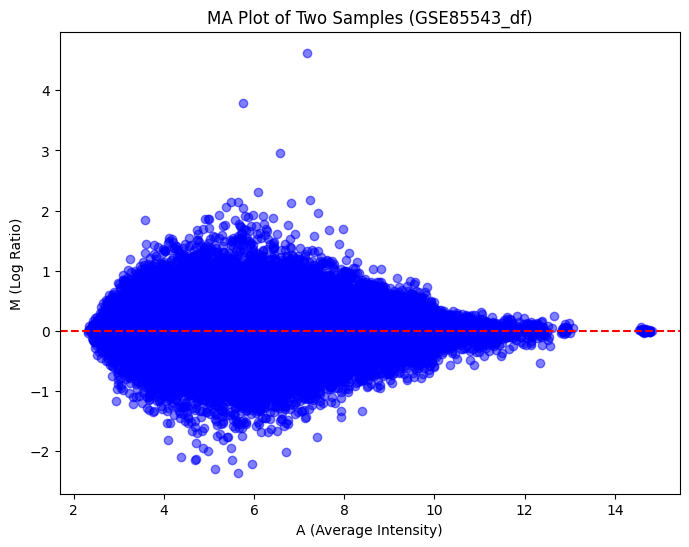 MA Plot of Two Samples (GSE85543_df)
M (Log Ratio)
4
3
2
1
0
−1
−2
2 4 6 8 10 12 14
A (Average Intensity)